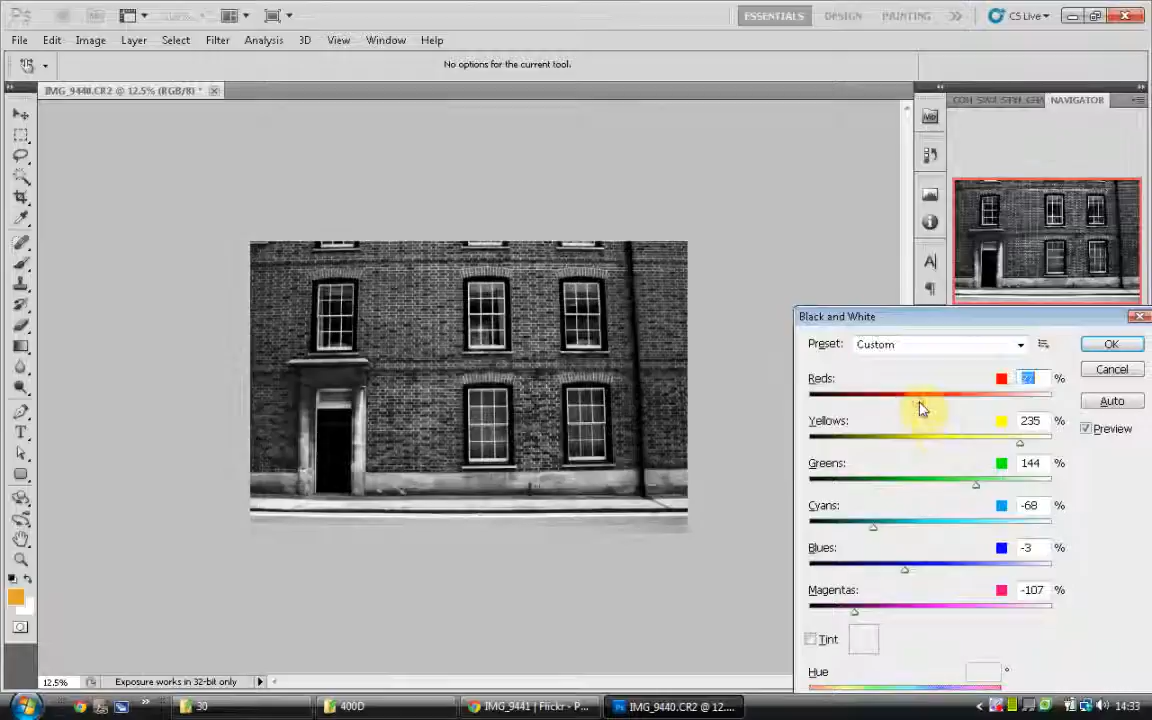 Ps Br Mb ESSENTIALS DESIGN PAINTING CS Live
File Edit Image Layer Select Filter Analysis 3D View Window Help
No options for the current tool.
IMG_9440.CR2 @ 12.5% (RGB/8) *
NAVIGATOR
Black and White
Preset: Custom OK
Reds: %
Cancel
Auto
Yellows: 235 %
Preview
Greens: 144 %
Cyans: -68 %
Blues: -3 %
Magentas: -107 %
Tint
Hue °
12.5% Exposure works in 32-bit only
30 400D IMG_9441 | Flickr - P... IMG_9440.CR2 @ 12.... 14:33